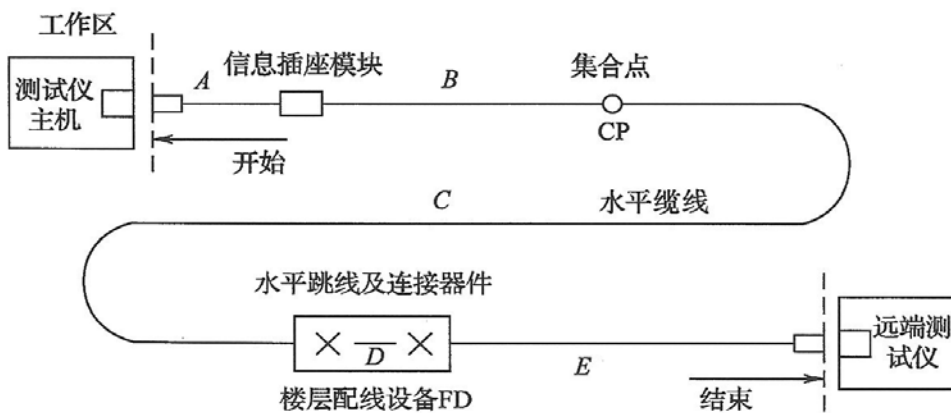 工作区
测试仪
主机
A
信息插座模块
B
集合点
CP
开始
C
水平缆线
水平跳线及连接器件
D
E
楼层配线设备FD
结束
远端测
试仪